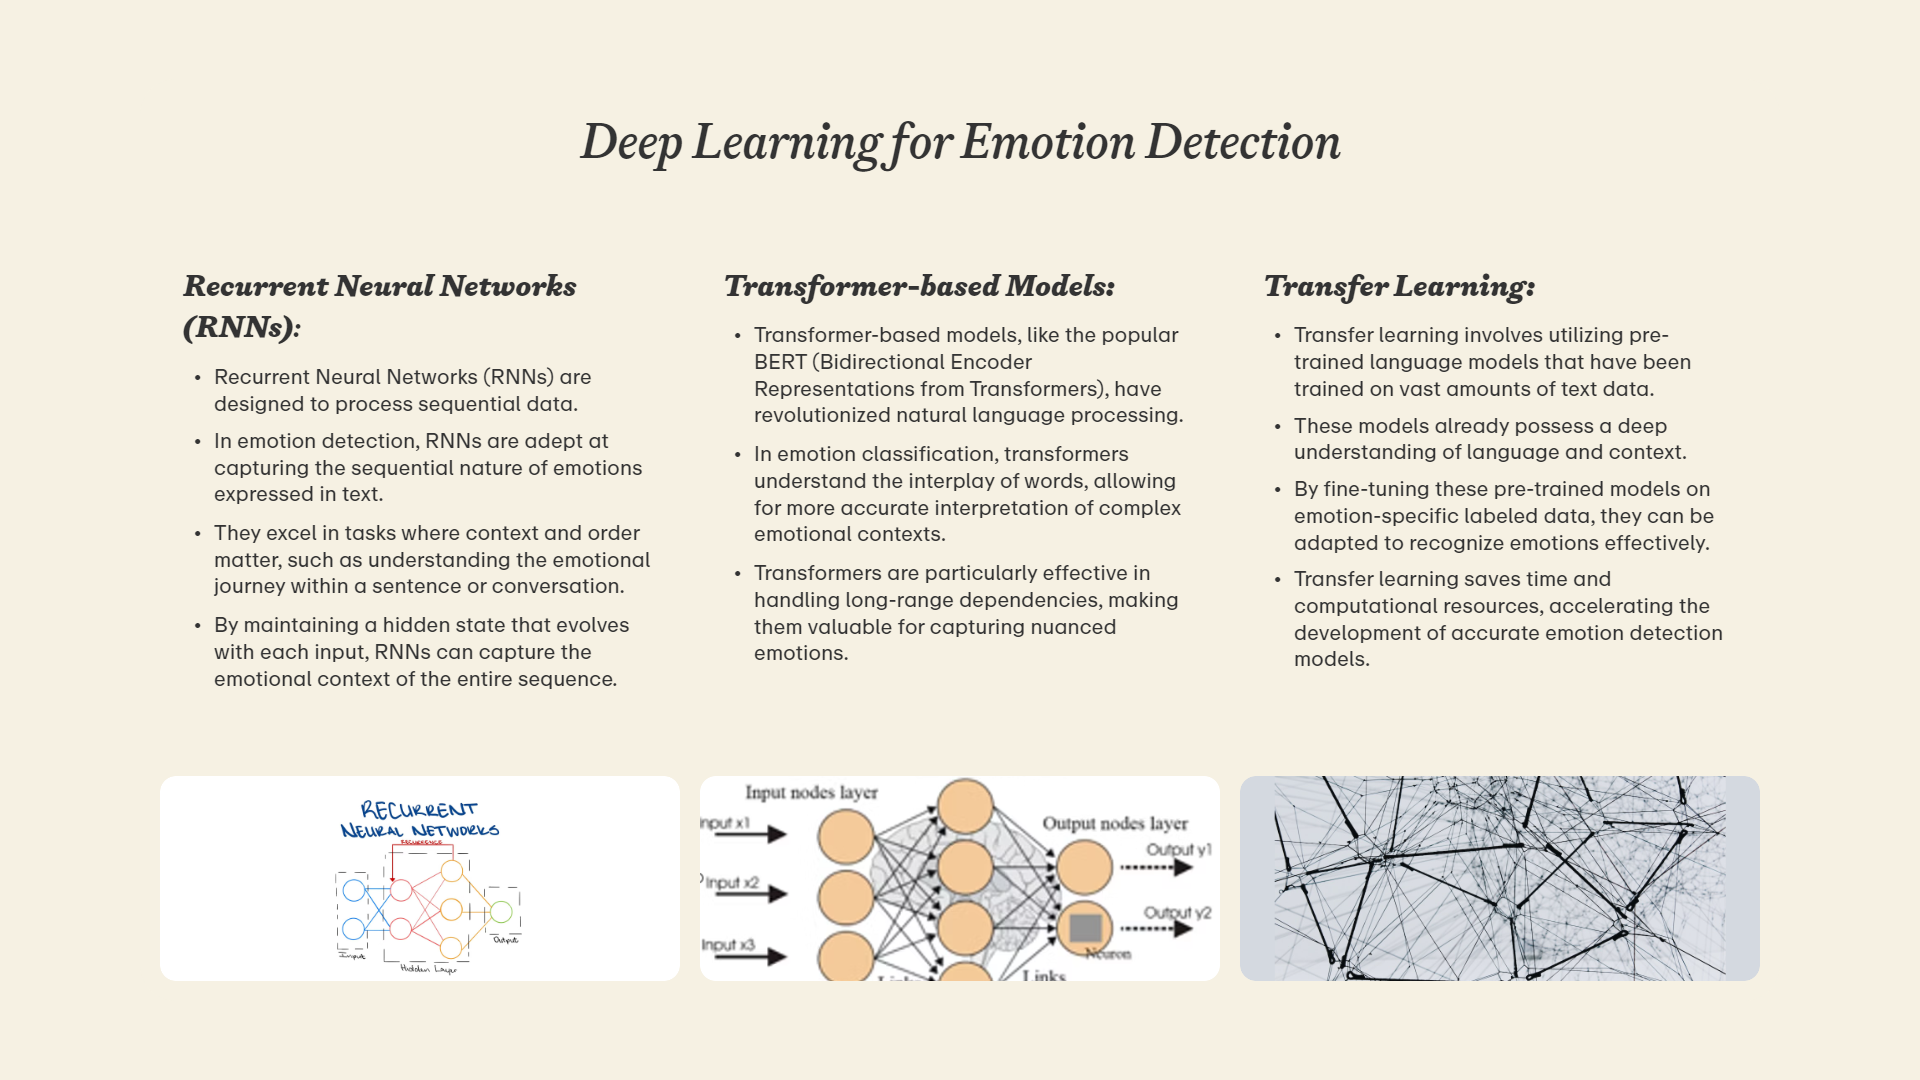 Deep Learning for Emotion Detection
Recurrent Neural Networks
(RNNs):
• Recurrent Neural Networks (RNNs) are
designed to process sequential data.
• In emotion detection, RNNs are adept at
capturing the sequential nature of emotions
expressed in text.
• They excel in tasks where context and order
matter, such as understanding the emotional
journey within a sentence or conversation.
• By maintaining a hidden state that evolves
with each input, RNNs can capture the
emotional context of the entire sequence.
Transformer-based Models:
• Transformer-based models, like the popular
BERT (Bidirectional Encoder
Representations from Transformers), have
revolutionized natural language processing.
• In emotion classification, transformers
understand the interplay of words, allowing
for more accurate interpretation of complex
emotional contexts.
• Transformers are particularly effective in
handling long-range dependencies, making
them valuable for capturing nuanced
emotions.
Transfer Learning:
• Transfer learning involves utilizing pre-
trained language models that have been
trained on vast amounts of text data.
• These models already possess a deep
understanding of language and context.
• By fine-tuning these pre-trained models on
emotion-specific labeled data, they can be
adapted to recognize emotions effectively.
• Transfer learning saves time and
computational resources, accelerating the
development of accurate emotion detection
models.
RECURRENT
NEURAL NETWORKS
RECURRENCE
Input
Hidden Layer
Output
Input nodes layer
nput x1
Input x2
Input x3
Output nodes layer
Output y1
Output y2
Neuron
Links